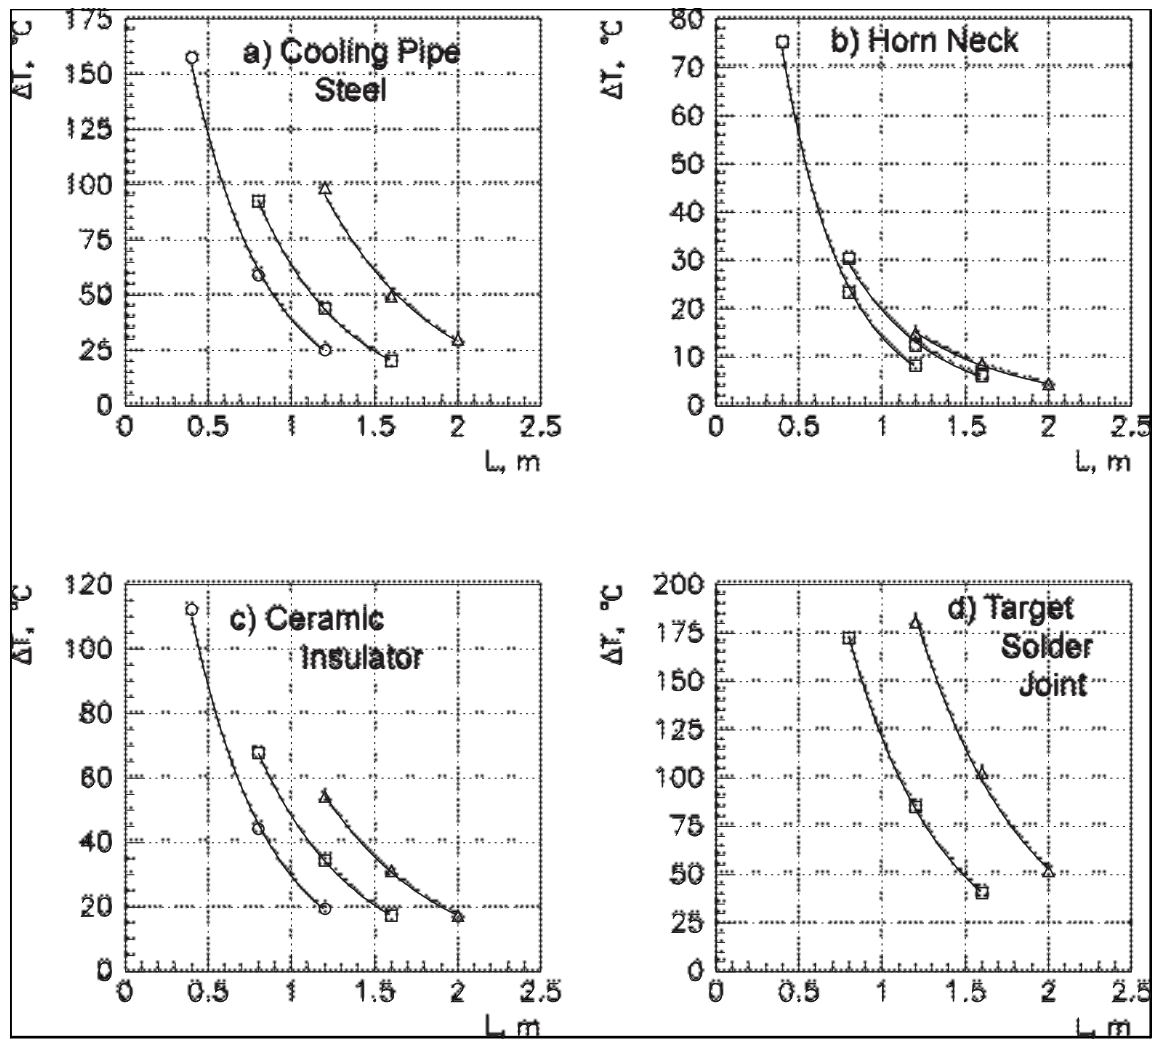 ΔT, °C
175
150
125
100
75
50
25
0
a) Cooling Pipe
Steel
0 0.5 1 1.5 2 2.5
L, m
ΔT, °C
80
70
60
50
40
30
20
10
0
b) Horn Neck
0 0.5 1 1.5 2 2.5
L, m
ΔT, °C
120
100
80
60
40
20
0
c) Ceramic
Insulator
0 0.5 1 1.5 2 2.5
L, m
ΔT, °C
200
175
150
125
100
75
50
25
0
d) Target
Solder
Joint
0 0.5 1 1.5 2 2.5
L, m